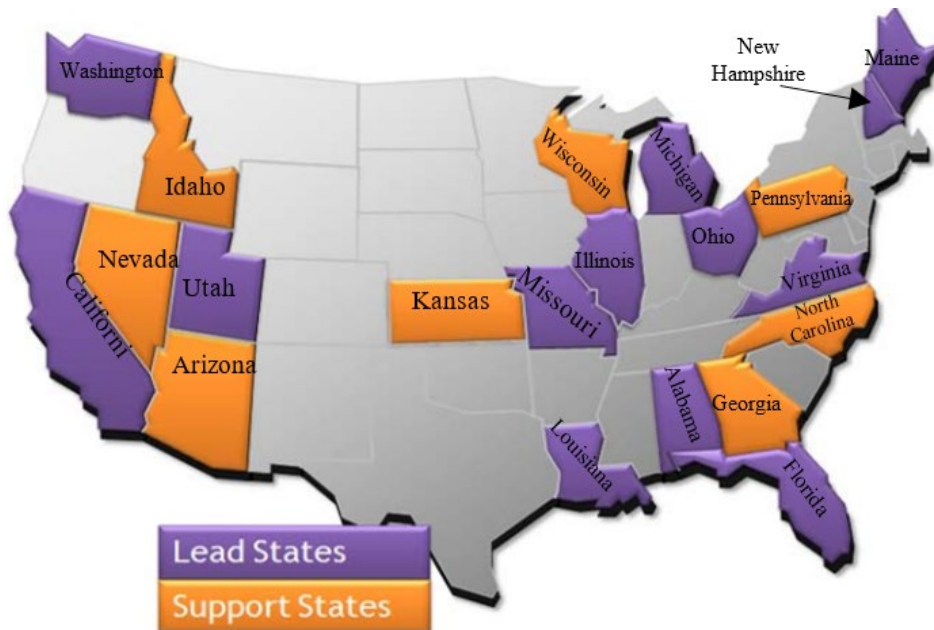 New
Hampshire
Maine
Washington
Wisconsin
Michigan
Idaho
Pennsylvania
Ohio
Nevada
Illinois
Virginia
Utah
Californi
Kansas
Missouri
North
Carolina
Arizona
Alabama
Georgia
Louisiana
Florida
Lead States
Support States